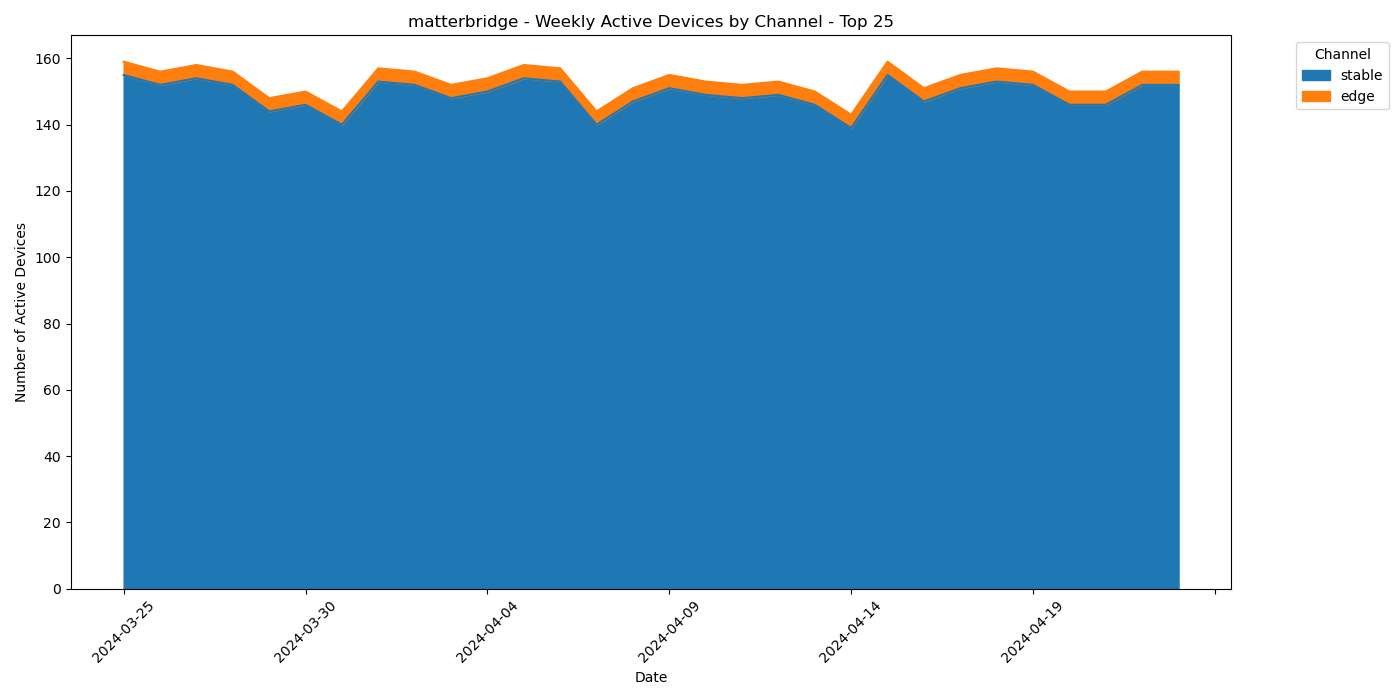 matterbridge - Weekly Active Devices by Channel - Top 25
Channel
stable
edge
Number of Active Devices
160
140
120
100
80
60
40
20
0
2024-03-25
2024-03-30
2024-04-04
2024-04-09
2024-04-14
2024-04-19
Date